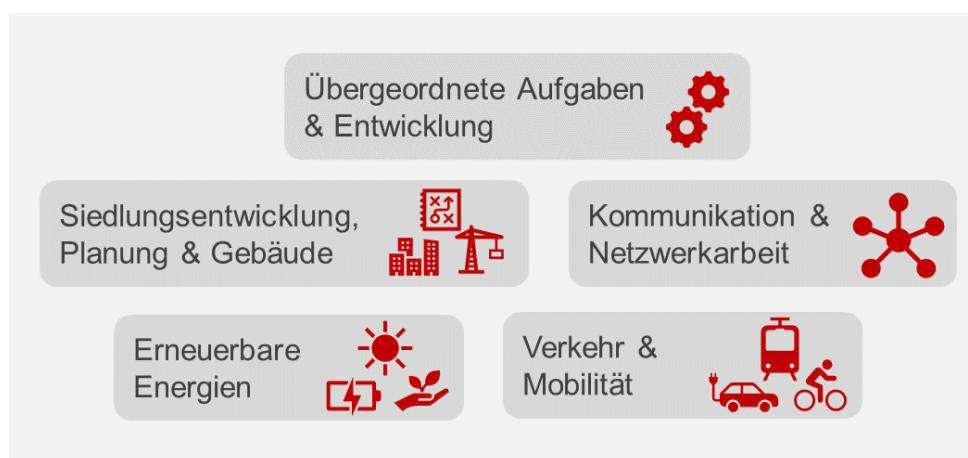 Übergeordnete Aufgaben
& Entwicklung
Siedlungsentwicklung,
Planung & Gebäude
Kommunikation &
Netzwerkarbeit
Erneuerbare
Energien
Verkehr &
Mobilität